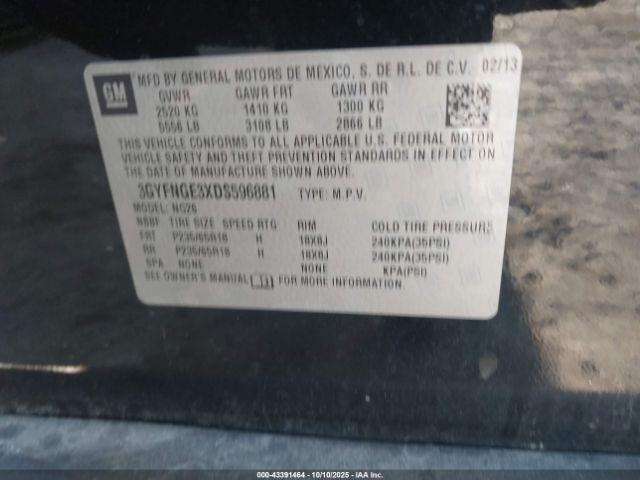 GM
MFD BY GENERAL MOTORS DE MEXICO, S. DE R.L. DE C.V. 02/13
GVWR GAWR FRT GAWR RR
2520 KG 1410 KG 1300 KG
5556 LB 3108 LB 2866 LB
THIS VEHICLE CONFORMS TO ALL APPLICABLE U.S. FEDERAL MOTOR
VEHICLE SAFETY AND THEFT PREVENTION STANDARDS IN EFFECT ON
THE DATE OF MANUFACTURE SHOWN ABOVE.
3GYFNGE3XDS596881 TYPE: M.P.V.
MODEL: NG26
NSBF TIRE SIZE SPEED RTG RIM COLD TIRE PRESSURE
FRT P235/65R18 H 18X8J 240KPA(35PSI)
RR P235/65R18 H 18X8J 240KPA(35PSI)
SPA NONE NONE KPA(PSI)
SEE OWNER'S MANUAL FOR MORE INFORMATION.
000-43391464 - 10/10/2025 - IAAI.com